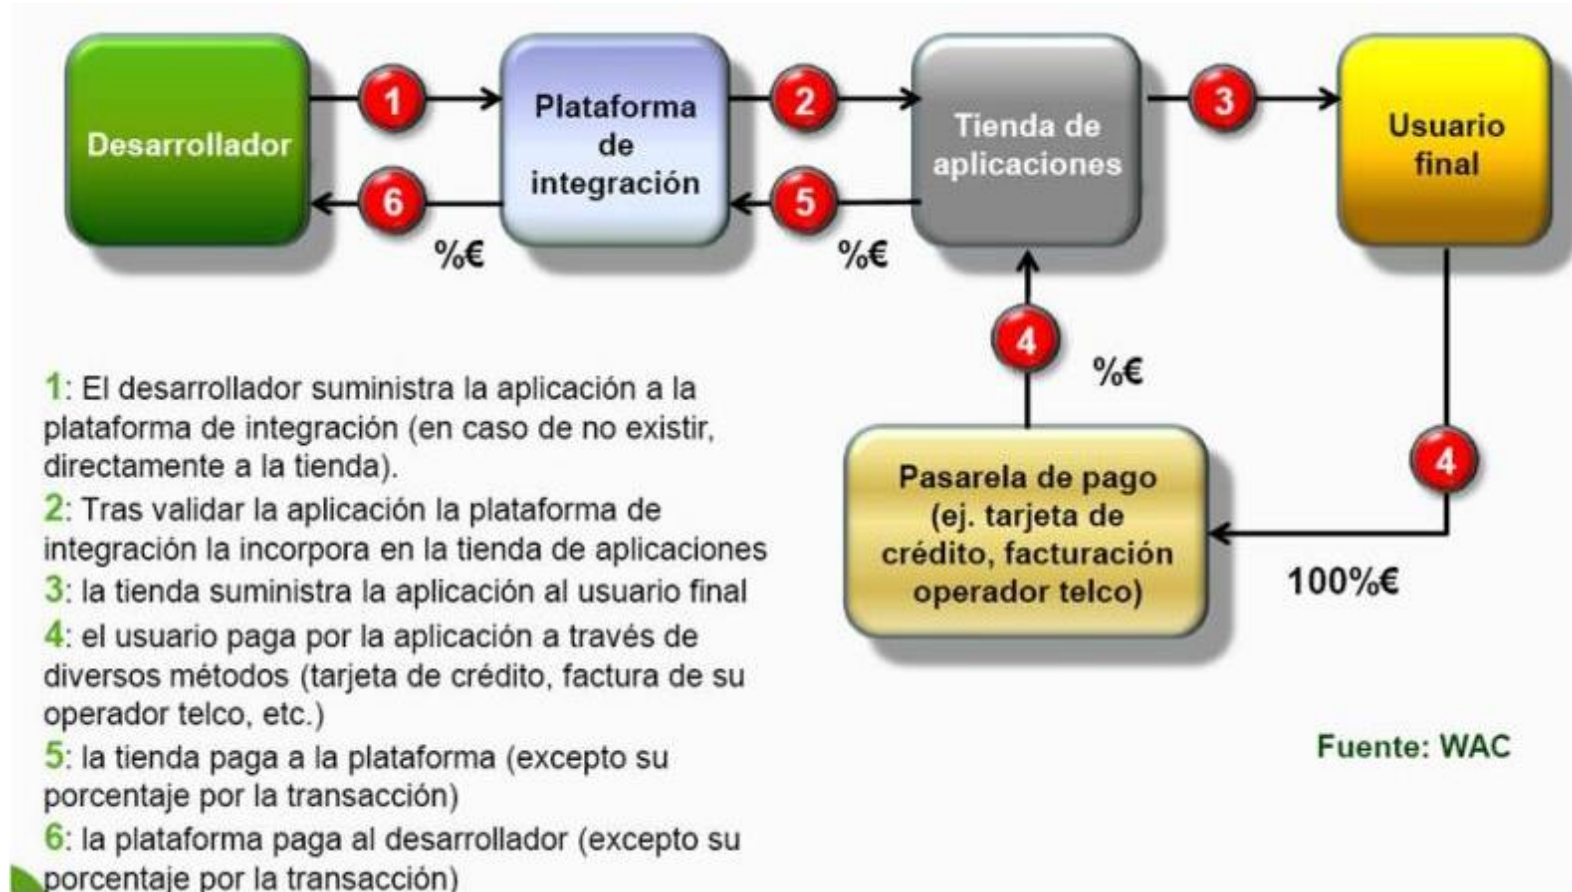 Desarrollador
1
6
%€
Plataforma
de
integración
2
5
%€
Tienda de
aplicaciones
3
Usuario
final
4
%€
4
100%€
Pasarela de pago
(ej. tarjeta de
crédito, facturación
operador telco)
1: El desarrollador suministra la aplicación a la
plataforma de integración (en caso de no existir,
directamente a la tienda).
2: Tras validar la aplicación la plataforma de
integración la incorpora en la tienda de aplicaciones
3: la tienda suministra la aplicación al usuario final
4: el usuario paga por la aplicación a través de
diversos métodos (tarjeta de crédito, factura de su
operador telco, etc.)
5: la tienda paga a la plataforma (excepto su
porcentaje por la transacción)
6: la plataforma paga al desarrollador (excepto su
porcentaje por la transacción)
Fuente: WAC